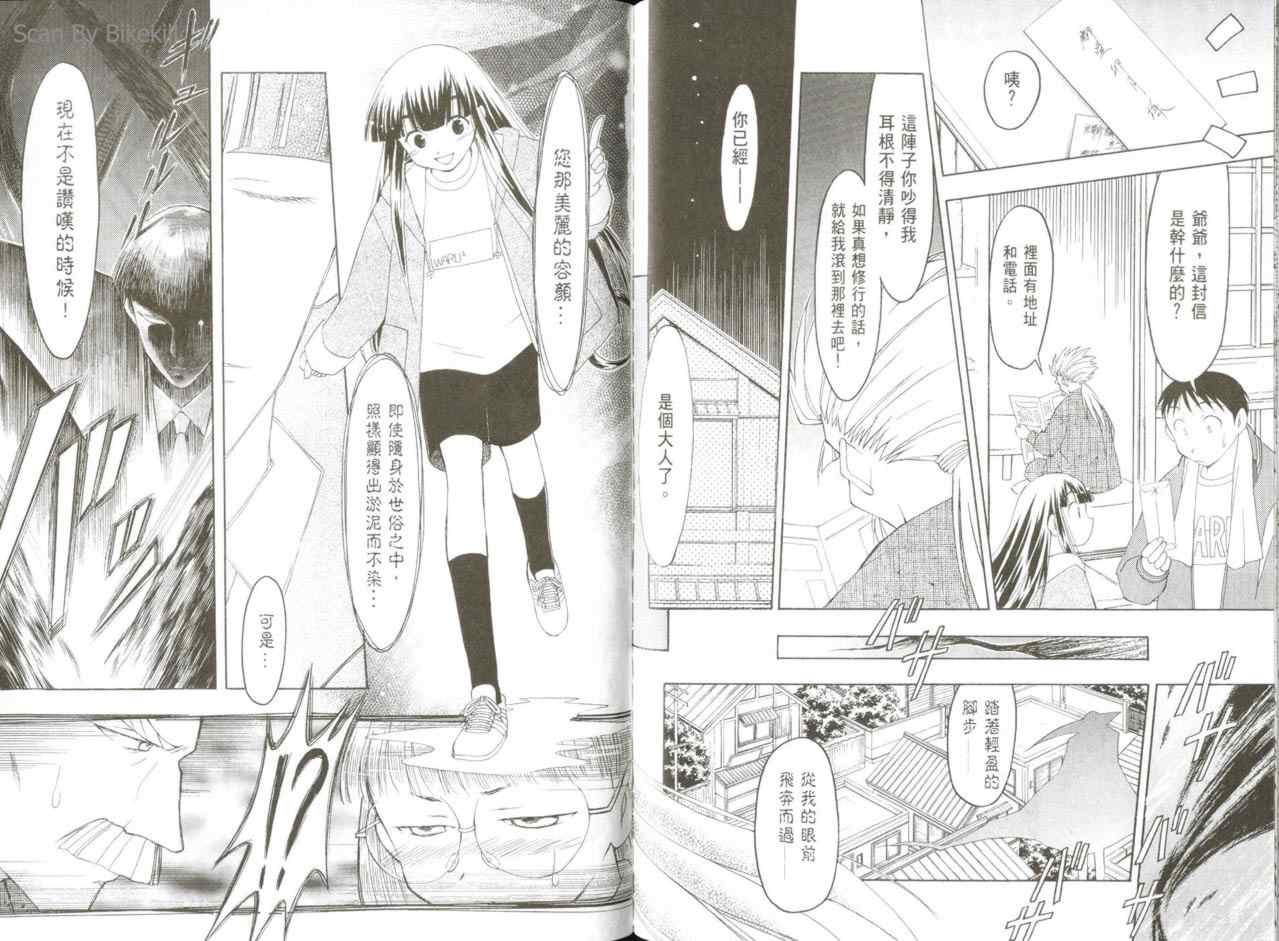 Scan By Bikekill
爺爺，這封信
是幹什麼的？
咦？
裡面有地址
和電話。
這陣子你吵得我
耳根不得清靜，
如果真想修行的話，
就給我滾到那裡去吧！
你已經——
是個大人了。
踏著輕盈的
腳步
從我的眼前
飛奔而過——
您那美麗的容顏…
WARU²
即使隱身於世俗之中，
照樣顯得出淤泥而不染…
可是…
現在不是讚嘆的時候！
!?